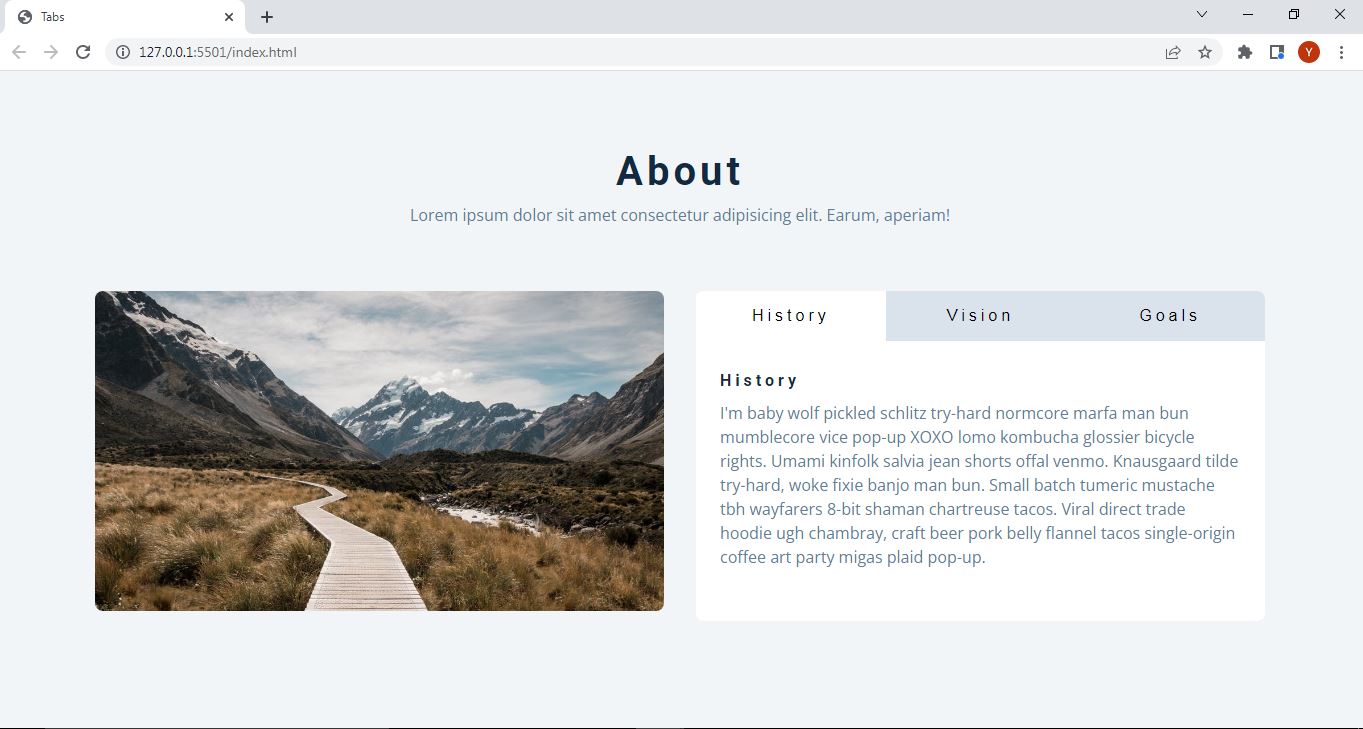 Tabs
127.0.0.1:5501/index.html
Y
About
Lorem ipsum dolor sit amet consectetur adipisicing elit. Earum, aperiam!
History Vision Goals
History
I'm baby wolf pickled schlitz try-hard normcore marfa man bun
mumblecore vice pop-up XOXO lomo kombucha glossier bicycle
rights. Umami kinfolk salvia jean shorts offal venmo. Knausgaard tilde
try-hard, woke fixie banjo man bun. Small batch tumeric mustache
tbh wayfarers 8-bit shaman chartreuse tacos. Viral direct trade
hoodie ugh chambray, craft beer pork belly flannel tacos single-origin
coffee art party migas plaid pop-up.